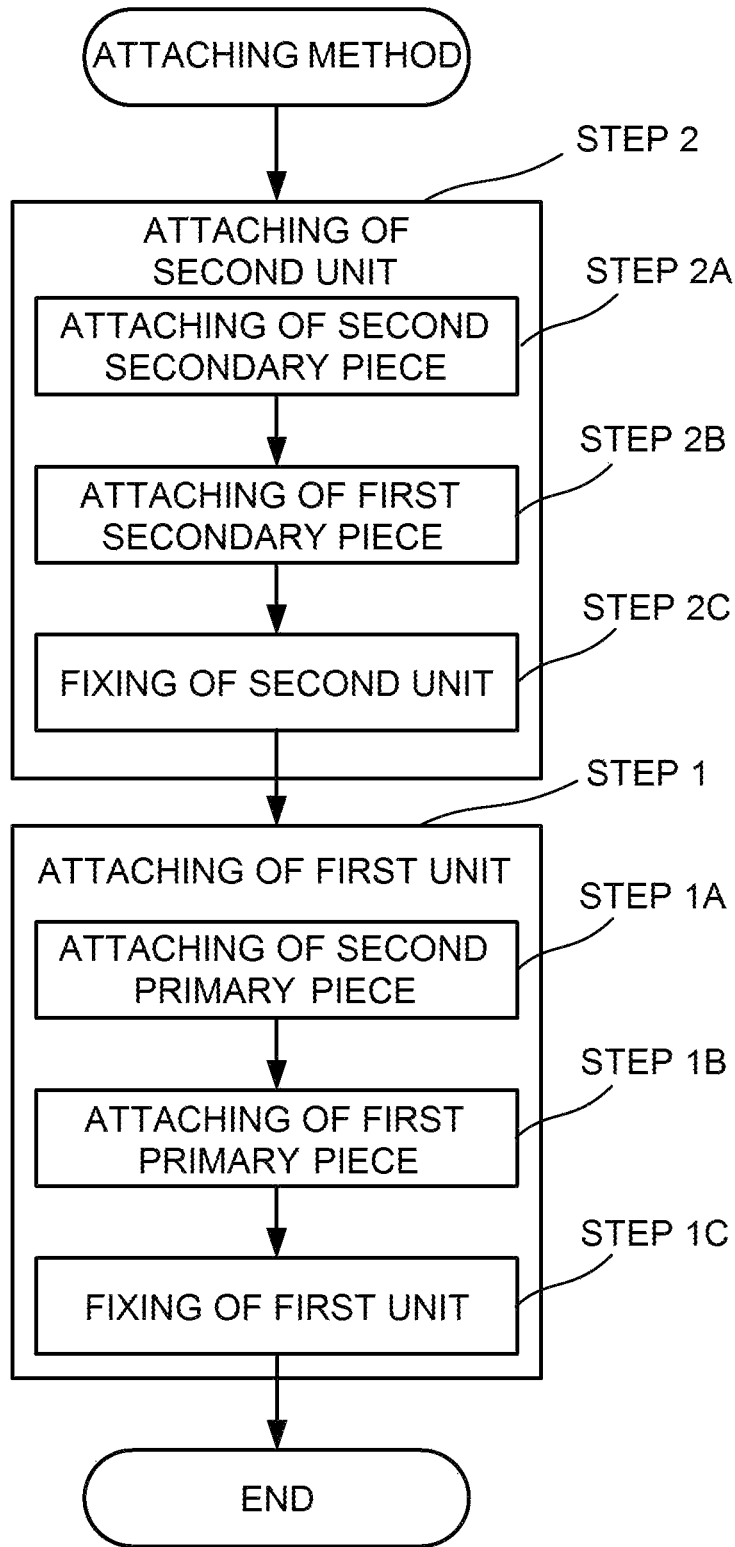 ATTACHING METHOD
STEP 2
ATTACHING OF
SECOND UNIT
STEP 2A
ATTACHING OF SECOND
SECONDARY PIECE
STEP 2B
ATTACHING OF FIRST
SECONDARY PIECE
STEP 2C
FIXING OF SECOND UNIT
STEP 1
ATTACHING OF FIRST UNIT
STEP 1A
ATTACHING OF SECOND
PRIMARY PIECE
STEP 1B
ATTACHING OF FIRST
PRIMARY PIECE
STEP 1C
FIXING OF FIRST UNIT
END